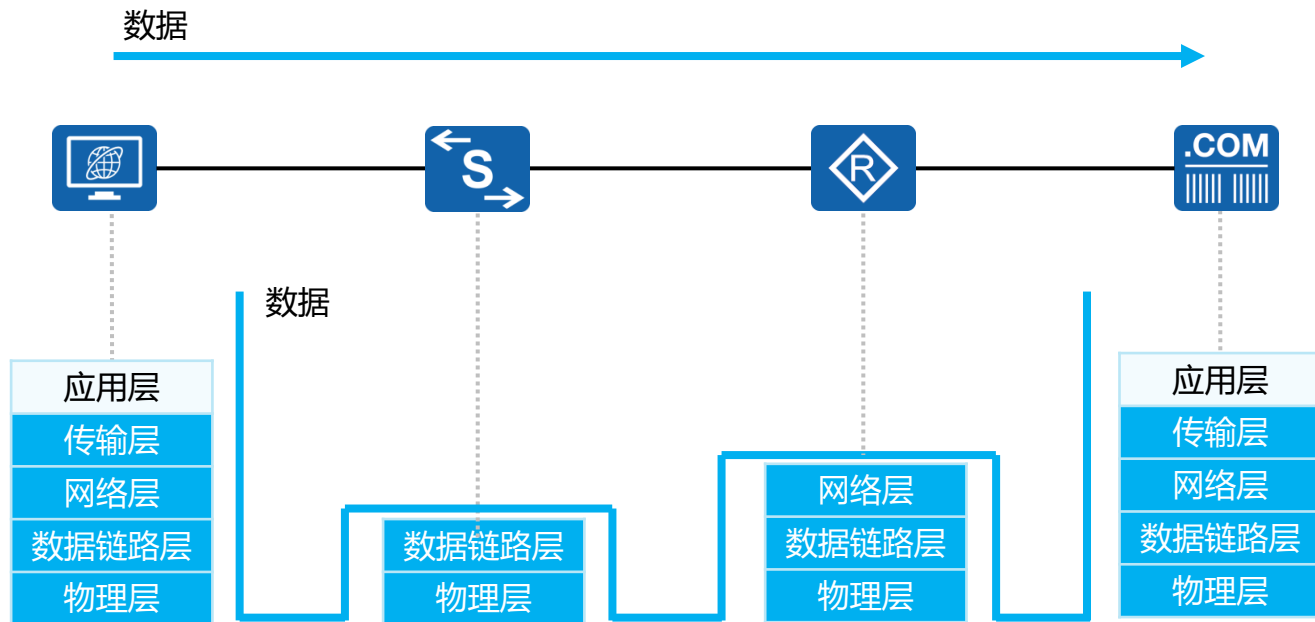 数据
S
R
.COM
数据
应用层
传输层
网络层
数据链路层
物理层
数据链路层
物理层
网络层
数据链路层
物理层
应用层
传输层
网络层
数据链路层
物理层